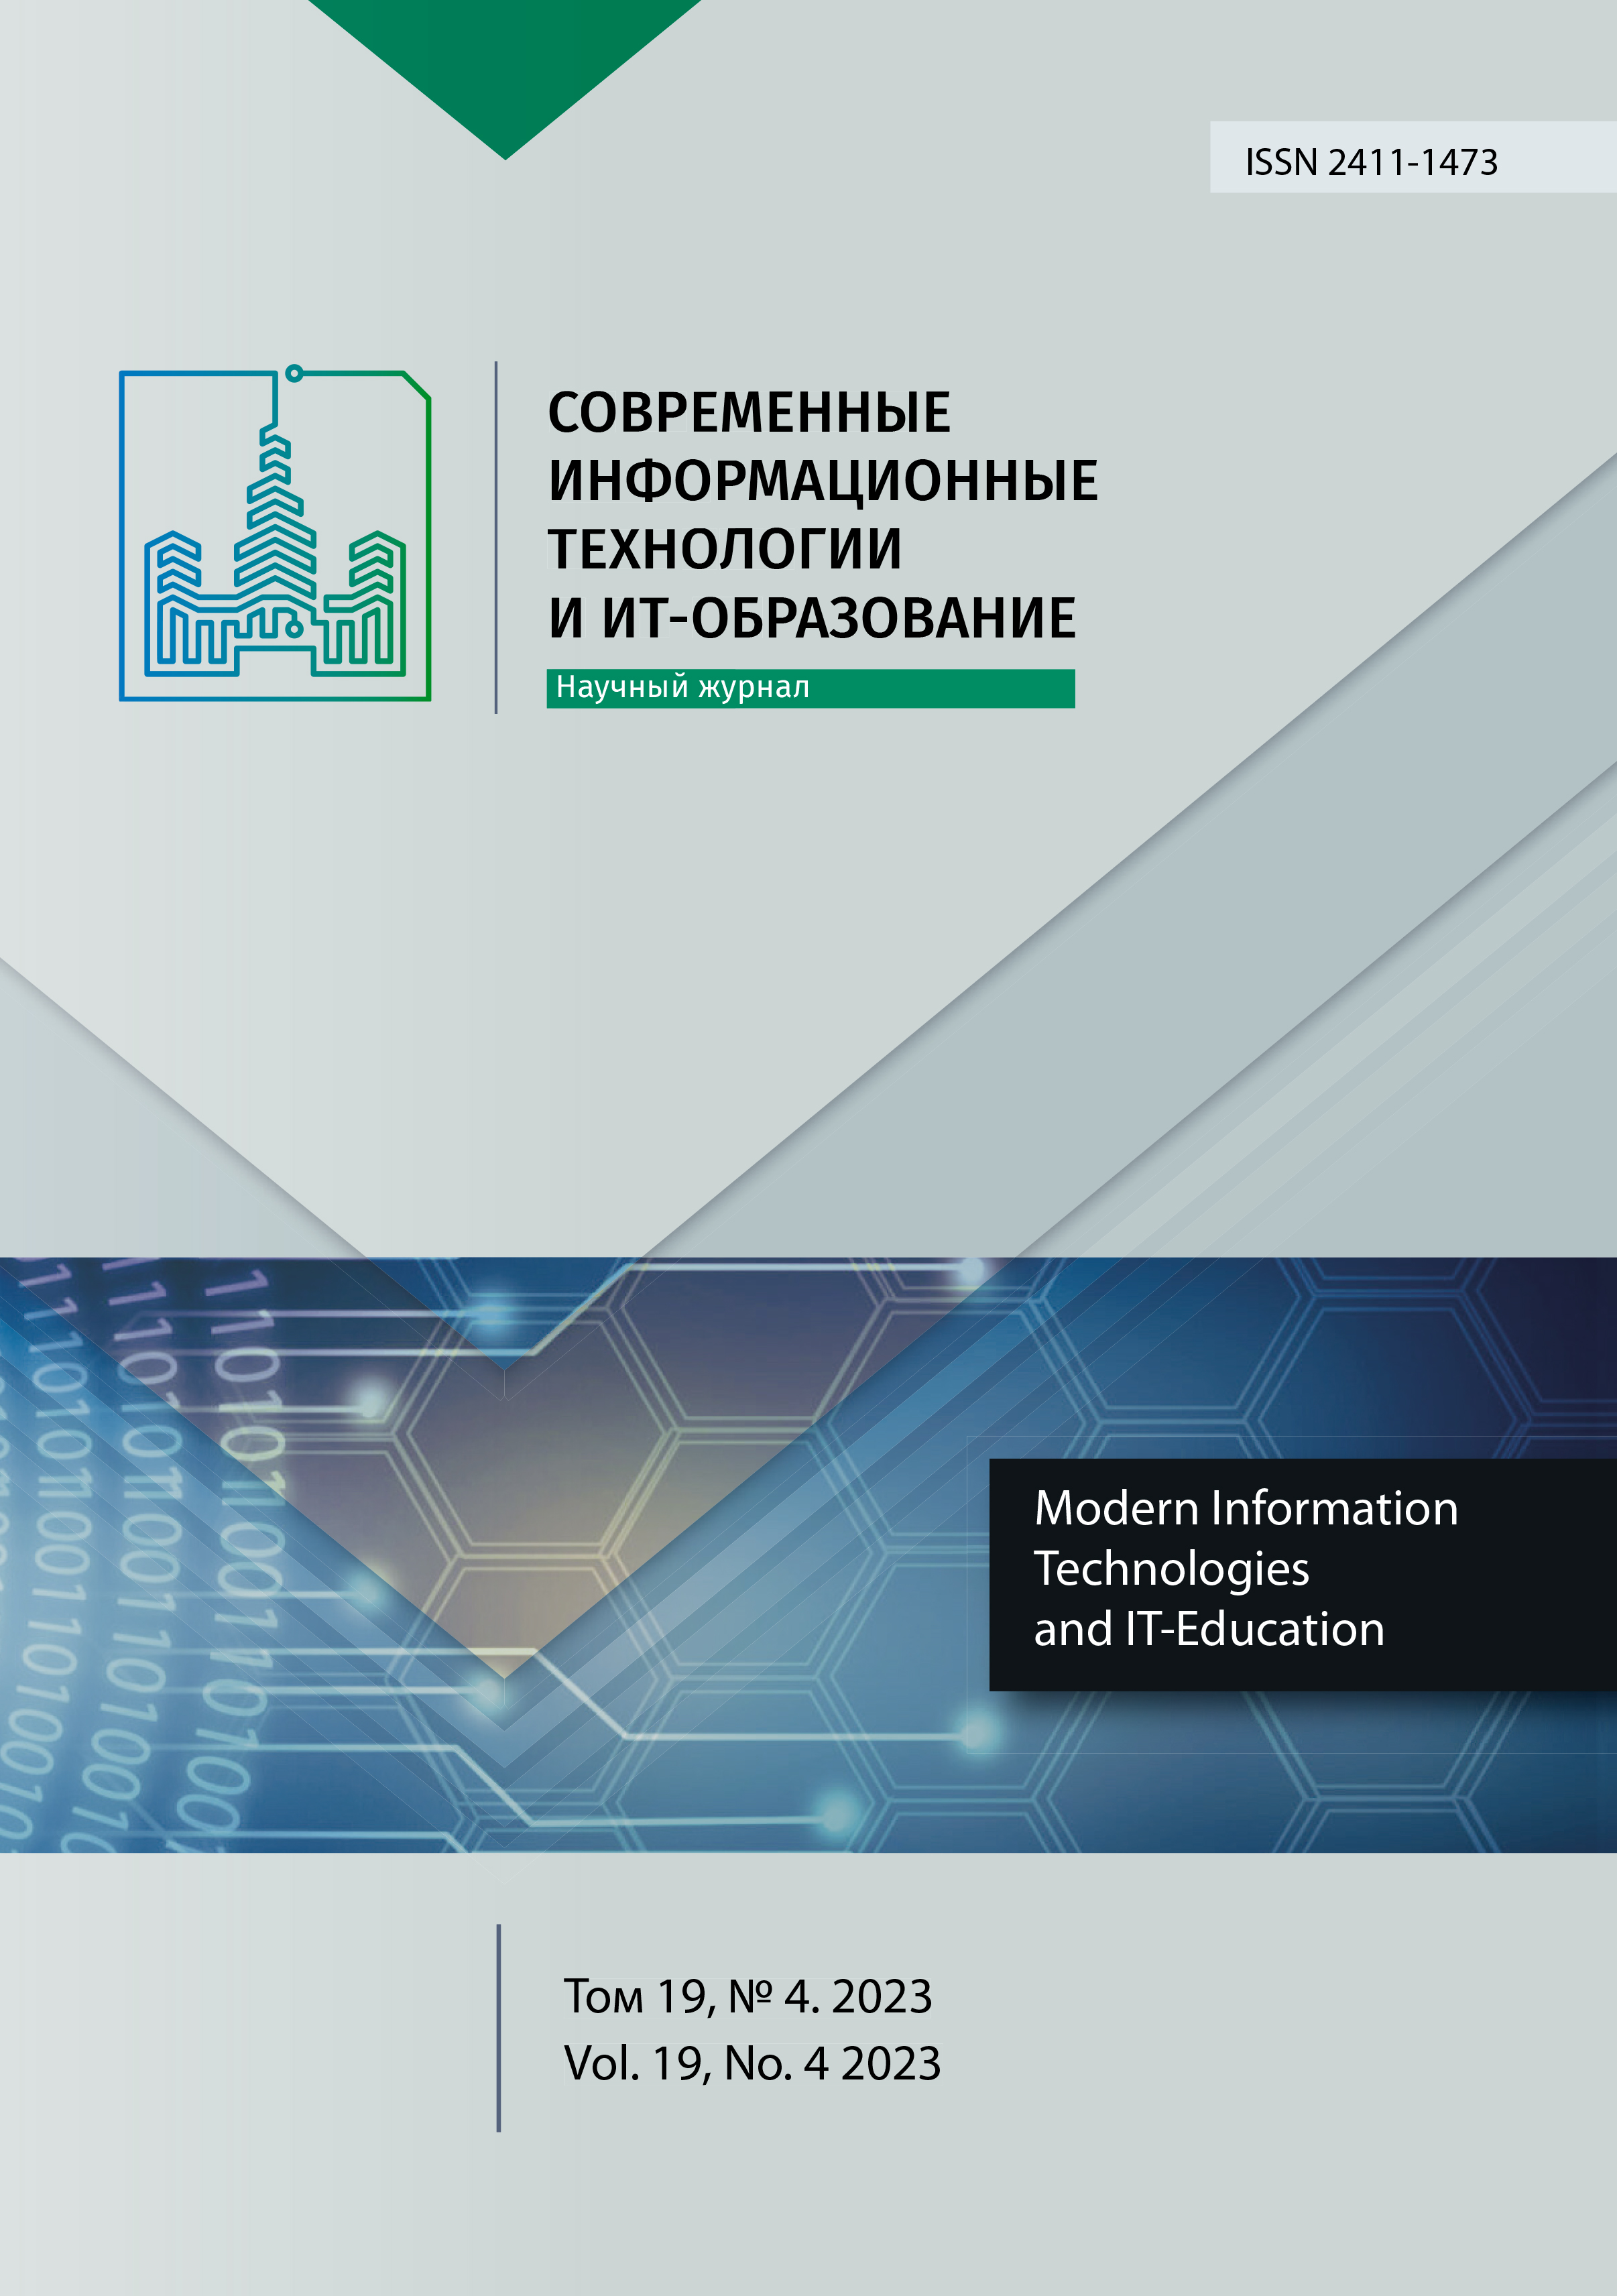 ISSN 2411-1473
СОВРЕМЕННЫЕ
ИНФОРМАЦИОННЫЕ
ТЕХНОЛОГИИ
И ИТ-ОБРАЗОВАНИЕ
Научный журнал
Modern Information
Technologies
and IT-Education
Том 19, № 4. 2023
Vol. 19, No. 4 2023